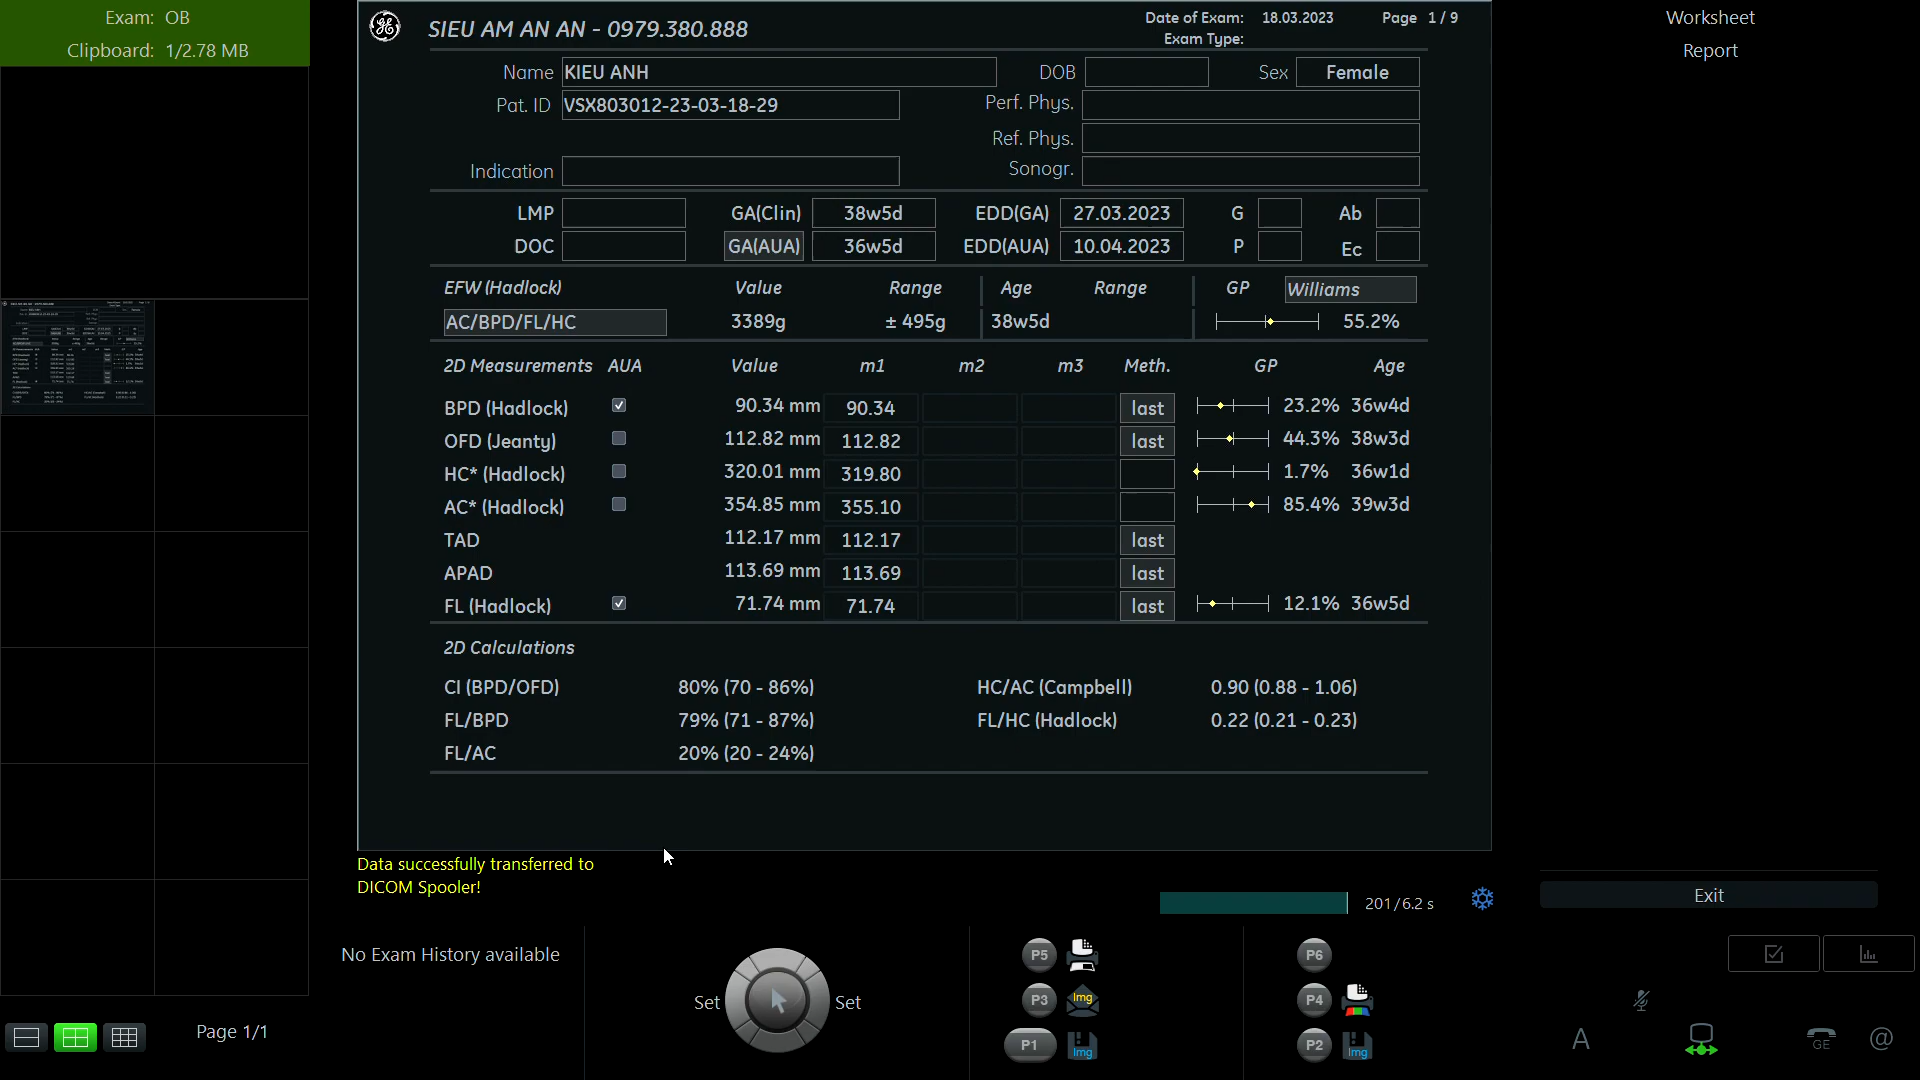 Exam: OB
Clipboard: 1/2.78 MB
SIEU AM AN AN - 0979.380.888
Date of Exam: 18.03.2023 Page 1 / 9
Exam Type:
Worksheet
Report
Name KIEU ANH DOB Sex Female
Pat. ID VSX803012-23-03-18-29 Perf. Phys.
Ref. Phys.
Indication Sonogr.
LMP GA(Clin) 38w5d EDD(GA) 27.03.2023 G Ab
DOC GA(AUA) 36w5d EDD(AUA) 10.04.2023 P Ec
EFW (Hadlock) Value Range Age Range GP Williams
AC/BPD/FL/HC 3389g ± 495g 38w5d 55.2%
2D Measurements AUA Value m1 m2 m3 Meth. GP Age
BPD (Hadlock) 90.34 mm 90.34 last 23.2% 36w4d
OFD (Jeanty) 112.82 mm 112.82 last 44.3% 38w3d
HC* (Hadlock) 320.01 mm 319.80 1.7% 36w1d
AC* (Hadlock) 354.85 mm 355.10 85.4% 39w3d
TAD 112.17 mm 112.17 last
APAD 113.69 mm 113.69 last
FL (Hadlock) 71.74 mm 71.74 last 12.1% 36w5d
2D Calculations
CI (BPD/OFD) 80% (70 - 86%) HC/AC (Campbell) 0.90 (0.88 - 1.06)
FL/BPD 79% (71 - 87%) FL/HC (Hadlock) 0.22 (0.21 - 0.23)
FL/AC 20% (20 - 24%)
Data successfully transferred to
DICOM Spooler!
201/6.2 s
Exit
No Exam History available
Set Set
P5 P6
P3 Img P4
P1 Img P2 Img
Page 1/1
A GE @